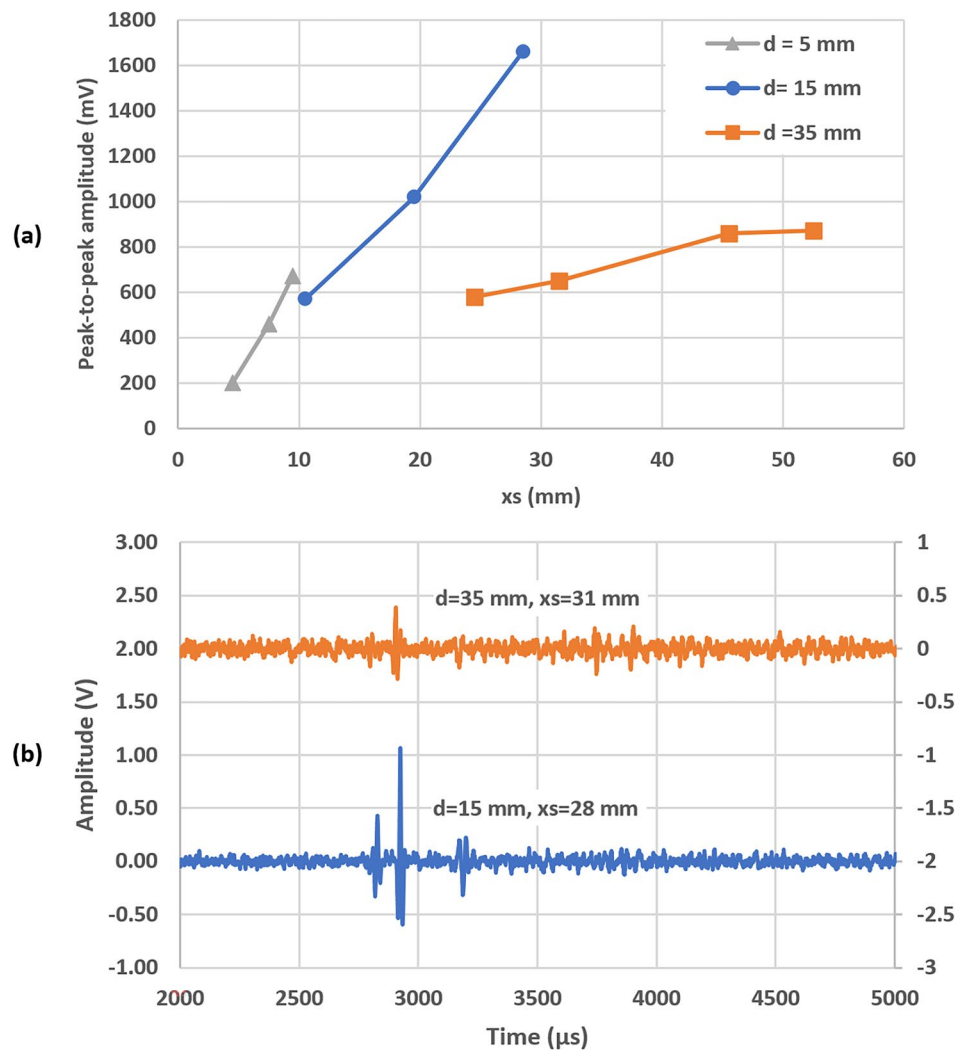 1800
1600
1400
1200
1000
800
600
400
200
0
Peak-to-peak amplitude (mV)
d = 5 mm
d= 15 mm
d =35 mm
(a)
0 10 20 30 40 50 60
xs (mm)
3.00
2.50
2.00
1.50
1.00
0.50
0.00
-0.50
-1.00
Amplitude (V)
d=35 mm, xs=31 mm
d=15 mm, xs=28 mm
1
0.5
0
-0.5
-1
-1.5
-2
-2.5
-3
(b)
2000 2500 3000 3500 4000 4500 5000
Time (µs)